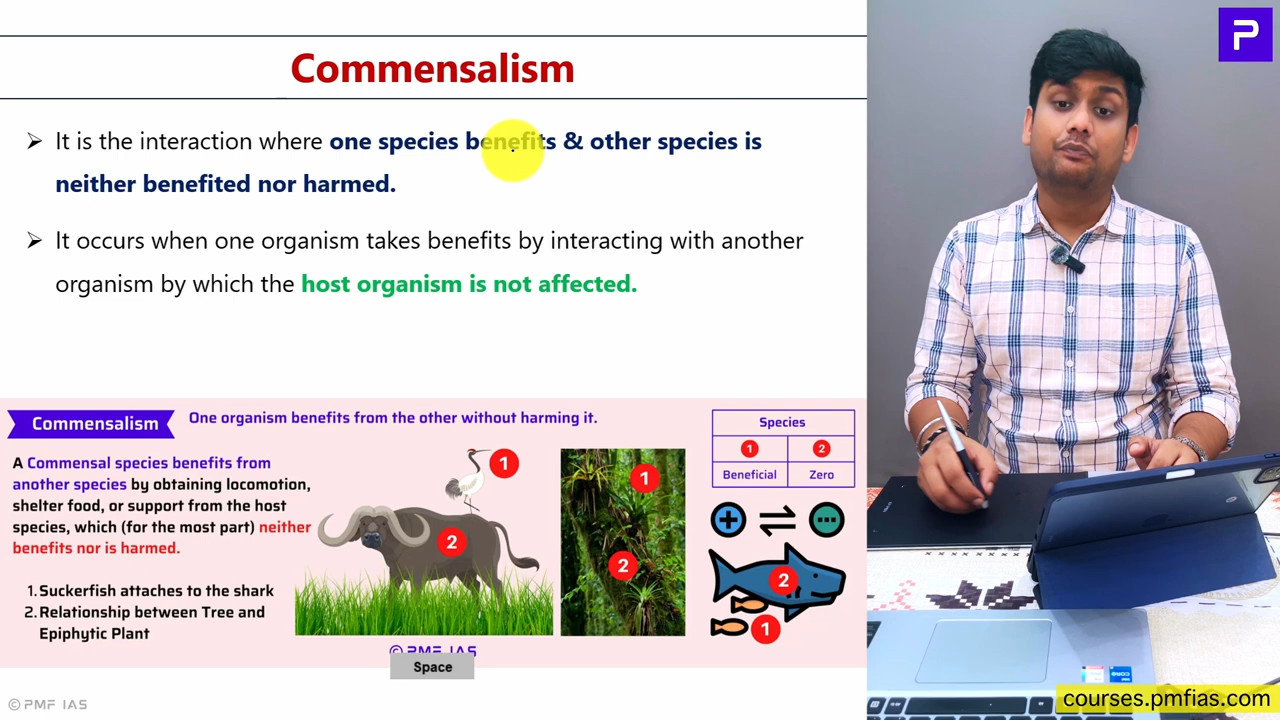 Commensalism
➢ It is the interaction where one species benefits & other species is
neither benefited nor harmed.
➢ It occurs when one organism takes benefits by interacting with another
organism by which the host organism is not affected.
Commensalism
One organism benefits from the other without harming it.
A Commensal species benefits from
another species by obtaining locomotion,
shelter food, or support from the host
species, which (for the most part) neither
benefits nor is harmed.
1. Suckerfish attaches to the shark
2. Relationship between Tree and
Epiphytic Plant
1
2
1
2
Species
1 2
Beneficial Zero
2
1
© PMF IAS
Space
© PMF IAS
P
courses.pmfias.com